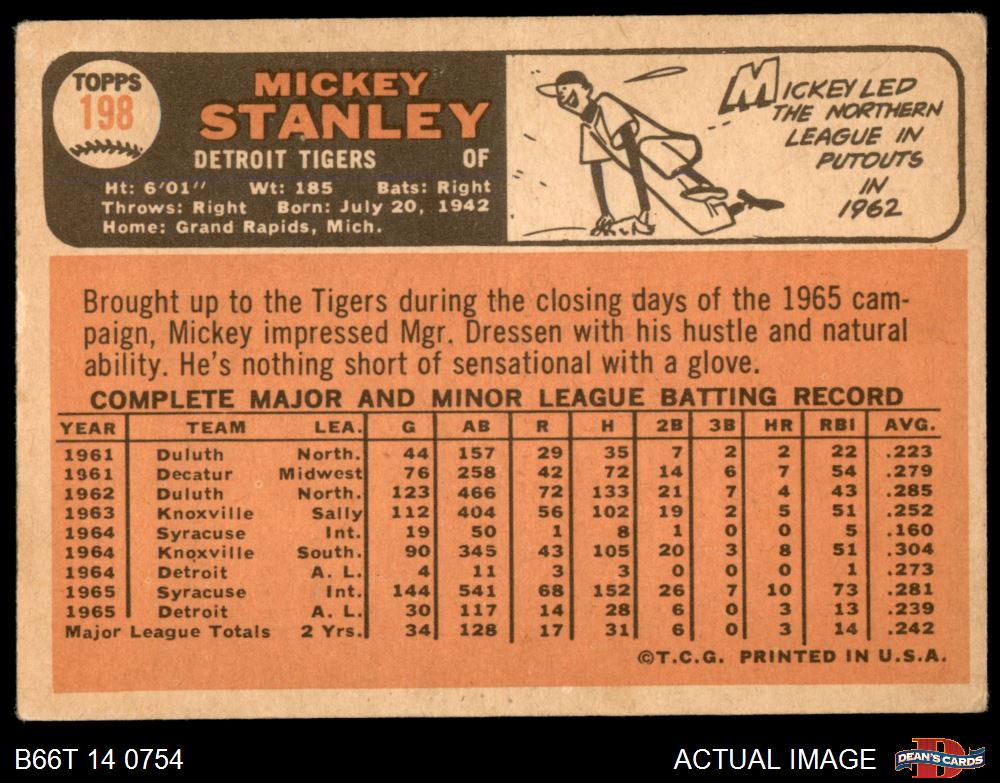 TOPPS
198
MICKEY
STANLEY
DETROIT TIGERS OF
Ht: 6'01" Wt: 185 Bats: Right
Throws: Right Born: July 20, 1942
Home: Grand Rapids, Mich.
MICKEY LED
THE NORTHERN
LEAGUE IN
PUTOUTS
IN
1962
Brought up to the Tigers during the closing days of the 1965 cam-
paign, Mickey impressed Mgr. Dressen with his hustle and natural
ability. He's nothing short of sensational with a glove.
COMPLETE MAJOR AND MINOR LEAGUE BATTING RECORD
YEAR TEAM LEA. G AB R H 2B 3B HR RBI AVG.
1961 Duluth North. 44 157 29 35 7 2 2 22 .223
1961 Decatur Midwest 76 258 42 72 14 6 7 54 .279
1962 Duluth North. 123 466 72 133 21 7 4 43 .285
1963 Knoxville Sally 112 404 56 102 19 2 5 51 .252
1964 Syracuse Int. 19 50 1 8 1 0 0 5 .160
1964 Knoxville South. 90 345 43 105 20 3 8 51 .304
1964 Detroit A. L. 4 11 3 3 0 0 0 1 .273
1965 Syracuse Int. 144 541 68 152 26 7 10 73 .281
1965 Detroit A. L. 30 117 14 28 6 0 3 13 .239
Major League Totals 2 Yrs. 34 128 17 31 6 0 3 14 .242
©T.C.G. PRINTED IN U.S.A.
B66T 14 0754 ACTUAL IMAGE D DEAN'S CARDS